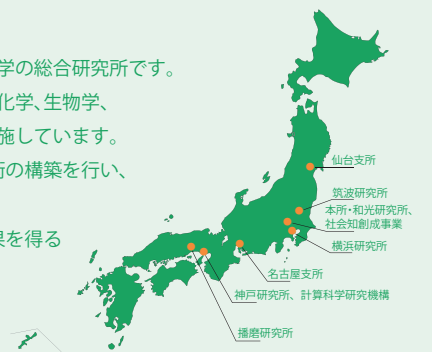 学の総合研究所です。
化学、生物学、
施しています。
術の構築を行い、
果を得る
仙台支所
筑波研究所
本所・和光研究所、
社会知創成事業
横浜研究所
名古屋支所
神戸研究所、計算科学研究機構
播磨研究所